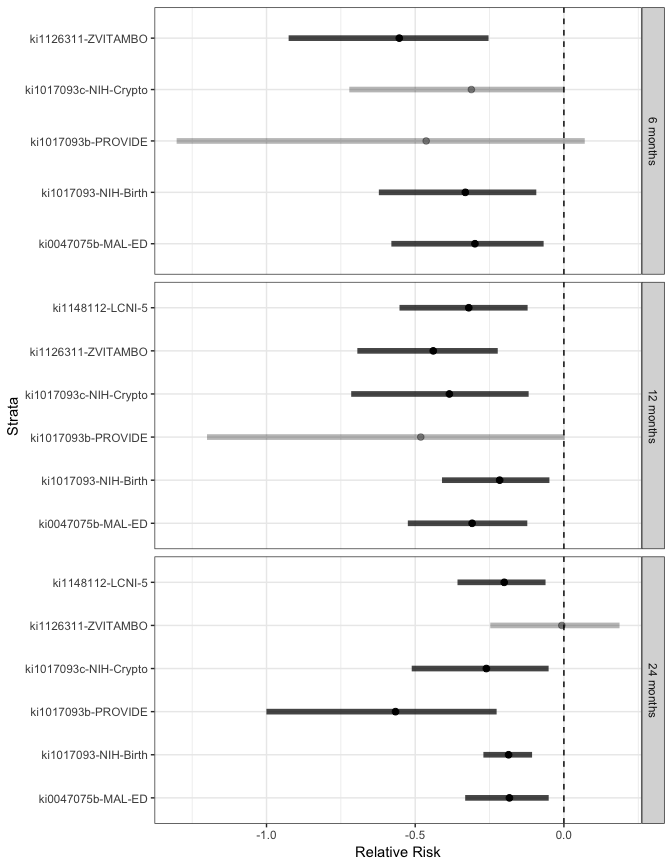 ki1126311-ZVITAMBO
ki1017093c-NIH-Crypto
ki1017093b-PROVIDE
ki1017093-NIH-Birth
ki0047075b-MAL-ED
6 months
ki1148112-LCNI-5
ki1126311-ZVITAMBO
ki1017093c-NIH-Crypto
ki1017093b-PROVIDE
ki1017093-NIH-Birth
ki0047075b-MAL-ED
12 months
Strata
ki1148112-LCNI-5
ki1126311-ZVITAMBO
ki1017093c-NIH-Crypto
ki1017093b-PROVIDE
ki1017093-NIH-Birth
ki0047075b-MAL-ED
24 months
-1.0 -0.5 0.0
Relative Risk